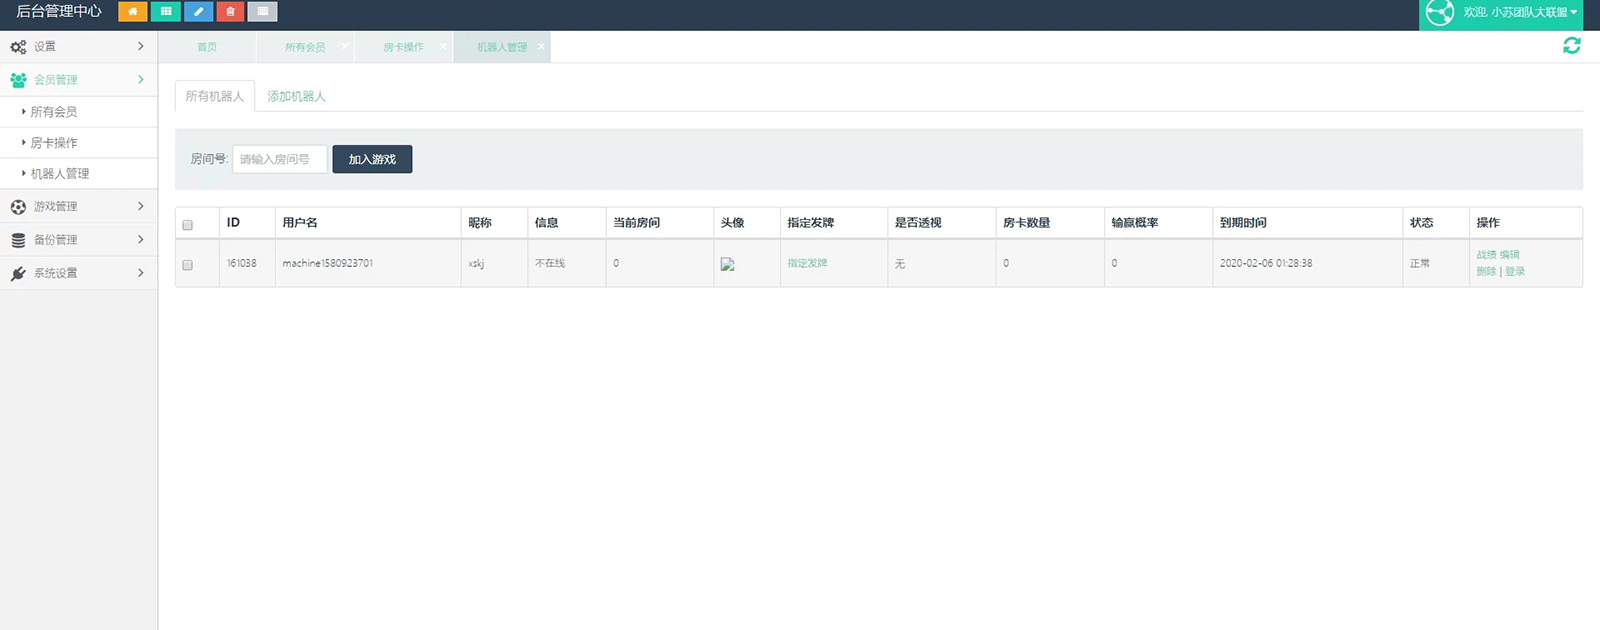 后台管理中心
欢迎, 小苏团队大联盟
设置
首页
所有会员
房卡操作
机器人管理
会员管理
所有会员
房卡操作
机器人管理
游戏管理
备份管理
系统设置
所有机器人
添加机器人
房间号: 请输入房间号 加入游戏
ID 用户名 昵称 信息 当前房间 头像 指定发牌 是否透视 房卡数量 输赢概率 到期时间 状态 操作
161038 machine1580923701 xskj 不在线 0 指定发牌 无 0 0 2020-02-06 01:28:38 正常 战绩 编辑
删除 | 登录